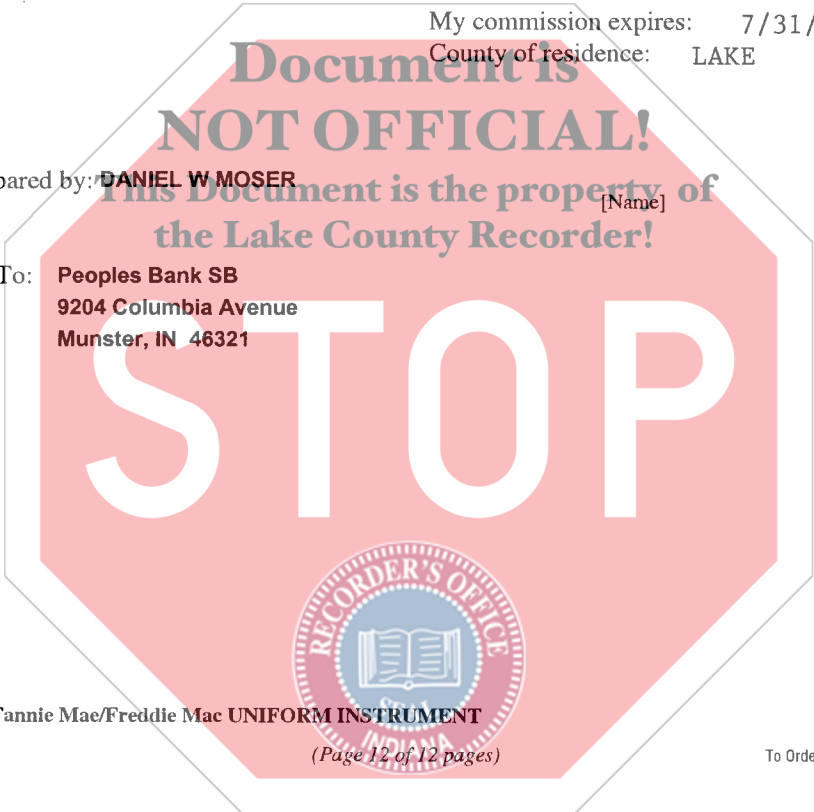 My commission expires: 7/31/
County of residence: LAKE
Document is
NOT OFFICIAL!
This Document is the property of
the Lake County Recorder!
pared by: DANIEL W MOSER
[Name]
To: Peoples Bank SB
9204 Columbia Avenue
Munster, IN 46321
STOP
RECORDER'S OFFICE
SEAL
INDIANA
Fannie Mae/Freddie Mac UNIFORM INSTRUMENT
(Page 12 of 12 pages)
To Orde